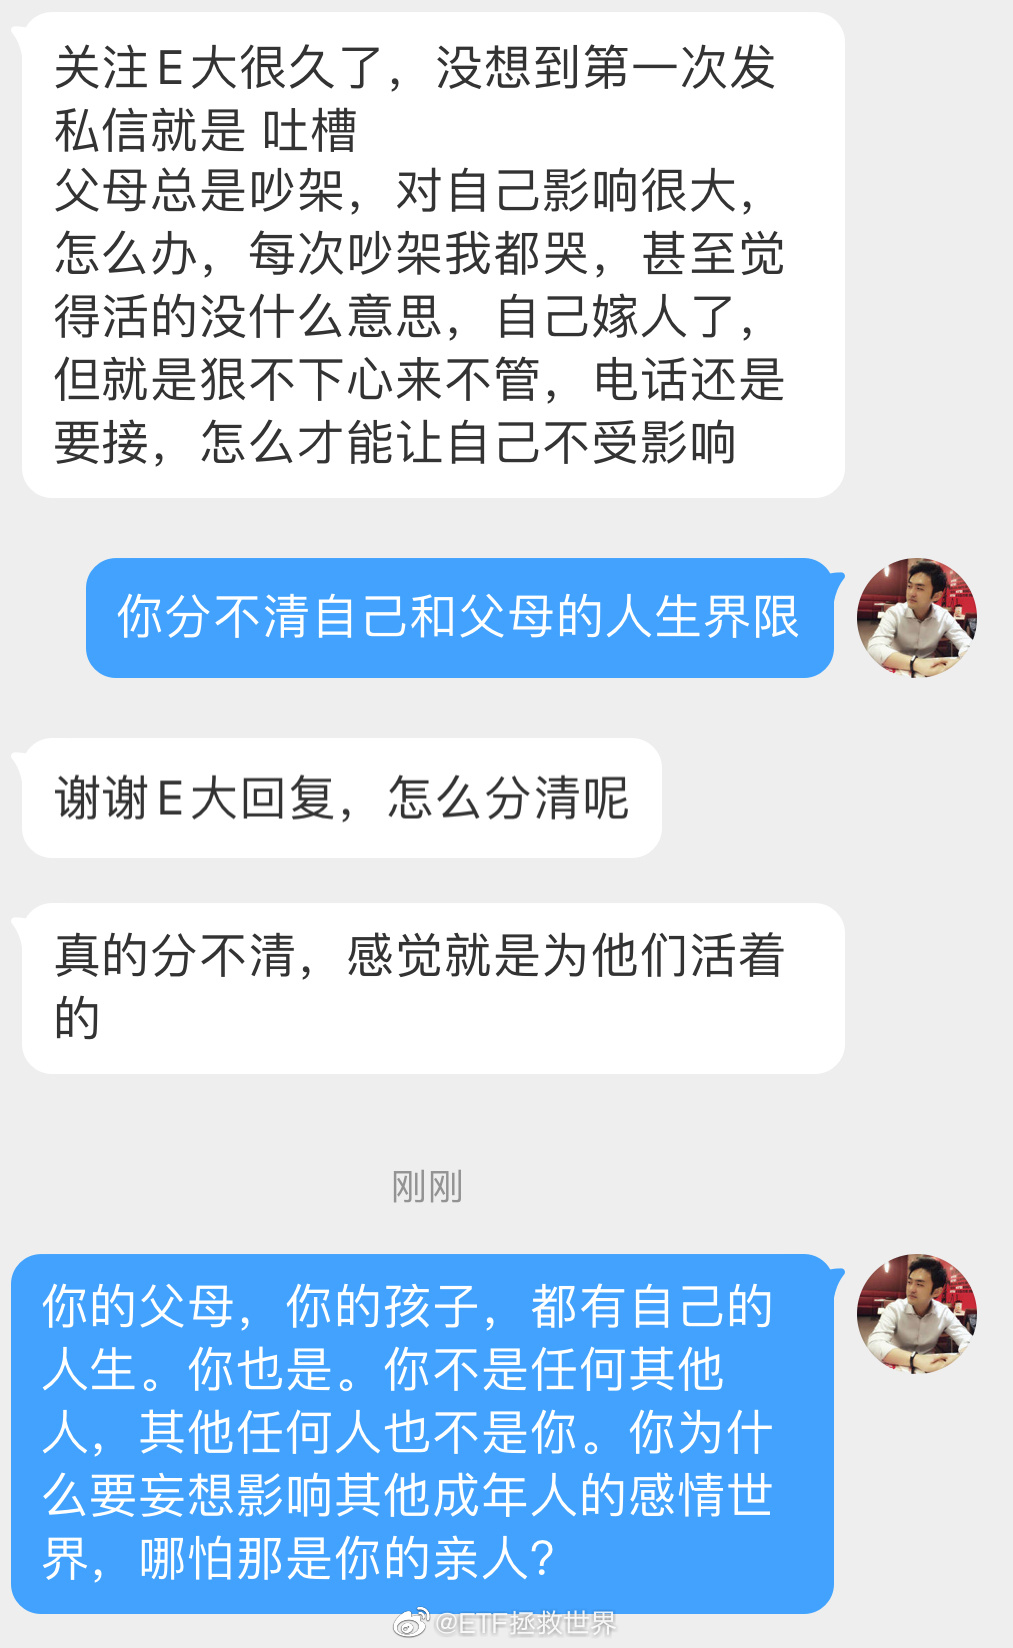 关注E大很久了，没想到第一次发
私信就是 吐槽
父母总是吵架，对自己影响很大，
怎么办，每次吵架我都哭，甚至觉
得活的没什么意思，自己嫁人了，
但就是狠不下心来不管，电话还是
要接，怎么才能让自己不受影响
你分不清自己和父母的人生界限
谢谢E大回复，怎么分清呢
真的分不清，感觉就是为他们活着
的
刚刚
你的父母，你的孩子，都有自己的
人生。你也是。你不是任何其他
人，其他任何人也不是你。你为什
么要妄想影响其他成年人的感情世
界，哪怕那是你的亲人？
@ETF拯救世界